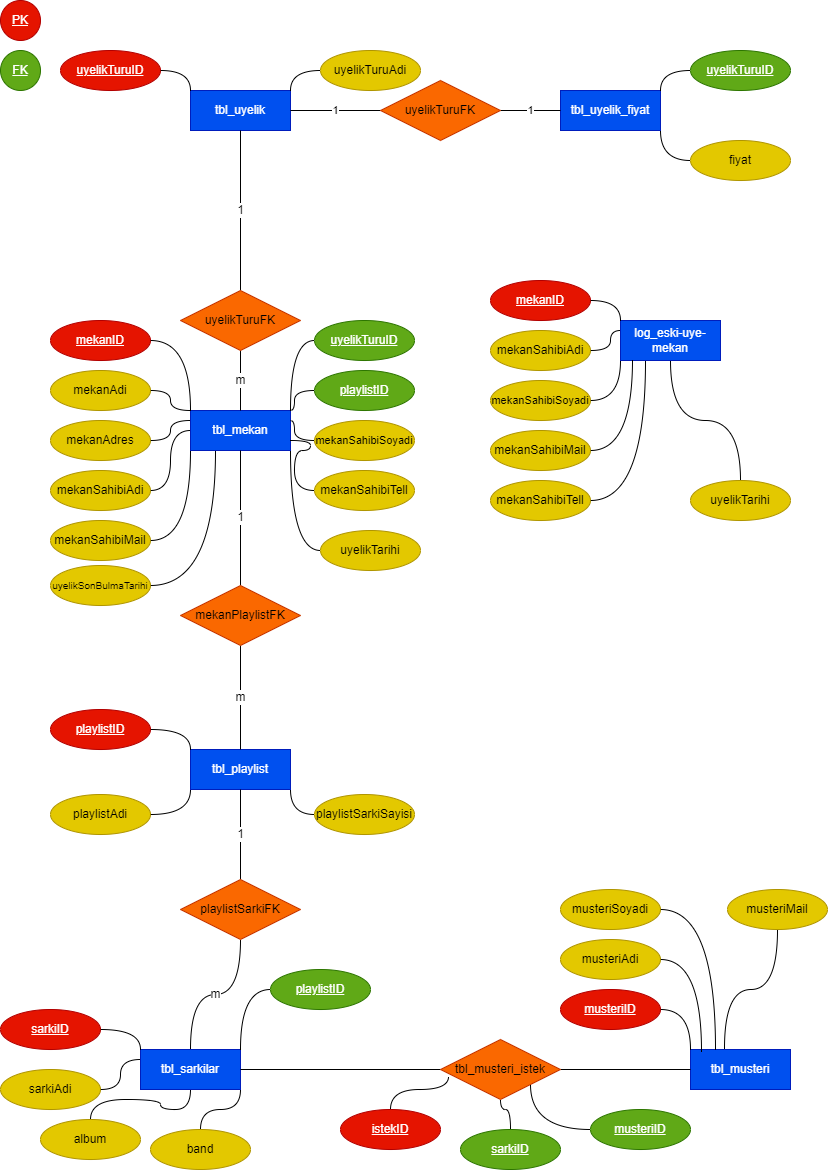 PK
FK
uyelikTuruID
uyelikTuruAdi
uyelikTuruID
tbl_uyelik
1
uyelikTuruFK
1
tbl_uyelik_fiyat
fiyat
1
uyelikTuruFK
m
mekanID
uyelikTuruID
mekanAdi
playlistID
tbl_mekan
mekanAdres
mekanSahibiSoyadi
mekanSahibiAdi
mekanSahibiTell
mekanSahibiMail
uyelikTarihi
uyelikSonBulmaTarihi
mekanID
log_eski-uye-
mekan
mekanSahibiAdi
mekanSahibiSoyadi
mekanSahibiMail
mekanSahibiTell
uyelikTarihi
1
mekanPlaylistFK
m
playlistID
tbl_playlist
playlistAdi
playlistSarkiSayisi
1
playlistSarkiFK
m
playlistID
musteriSoyadi
musteriMail
musteriAdi
musteriID
sarkiID
tbl_sarkilar
tbl_musteri_istek
tbl_musteri
sarkiAdi
album
band
istekID
sarkiID
musteriID